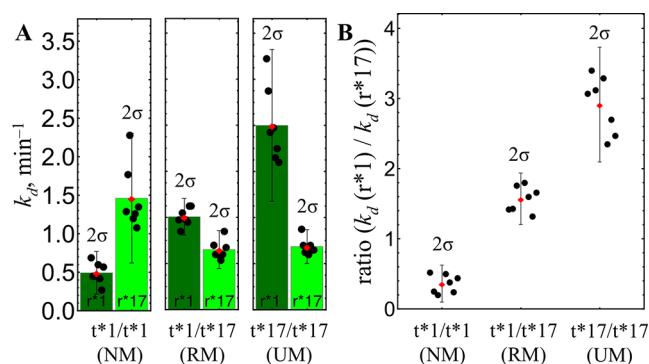 A
B
k_d, min⁻¹
3.5
3.0
2.5
2.0
1.5
1.0
0.5
0.0
2σ
2σ
2σ
2σ
2σ
2σ
r*1
r*17
r*1
r*17
r*1
r*17
t*1/t*1
(NM)
t*1/t*17
(RM)
t*17/t*17
(UM)
ratio (k_d (r*1) / k_d (r*17))
4
3
2
1
0
2σ
2σ
2σ
t*1/t*1
(NM)
t*1/t*17
(RM)
t*17/t*17
(UM)